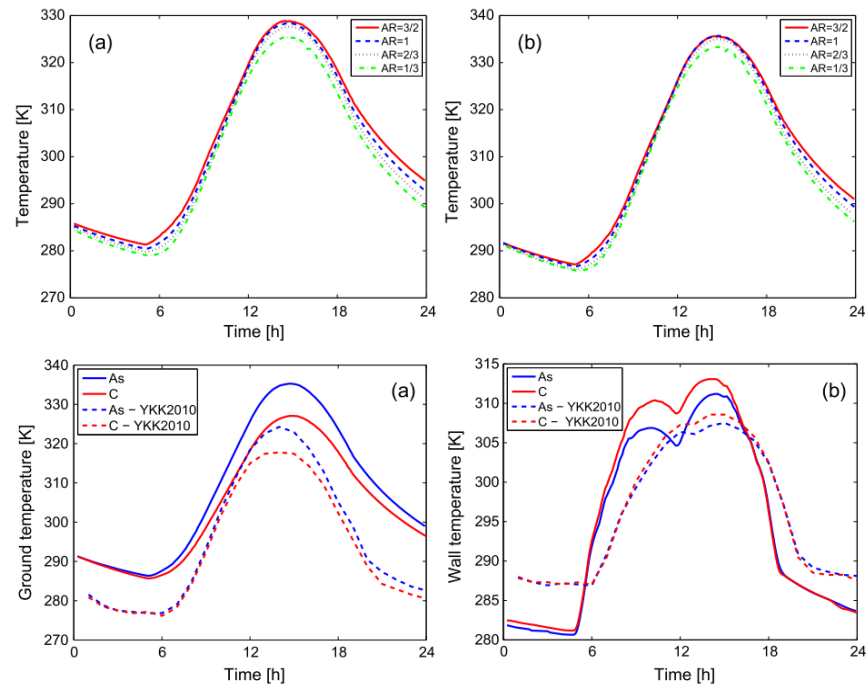 (a)
AR=3/2
AR=1
AR=2/3
AR=1/3
Temperature [K]
330
320
310
300
290
280
270
0 6 12 18 24
Time [h]
(b)
AR=3/2
AR=1
AR=2/3
AR=1/3
Temperature [K]
340
330
320
310
300
290
280
0 6 12 18 24
Time [h]
(a)
As
C
As – YKK2010
C – YKK2010
Ground temperature [K]
340
330
320
310
300
290
280
270
0 6 12 18 24
Time [h]
(b)
As
C
As – YKK2010
C – YKK2010
Wall temperature [K]
315
310
305
300
295
290
285
280
0 6 12 18 24
Time [h]